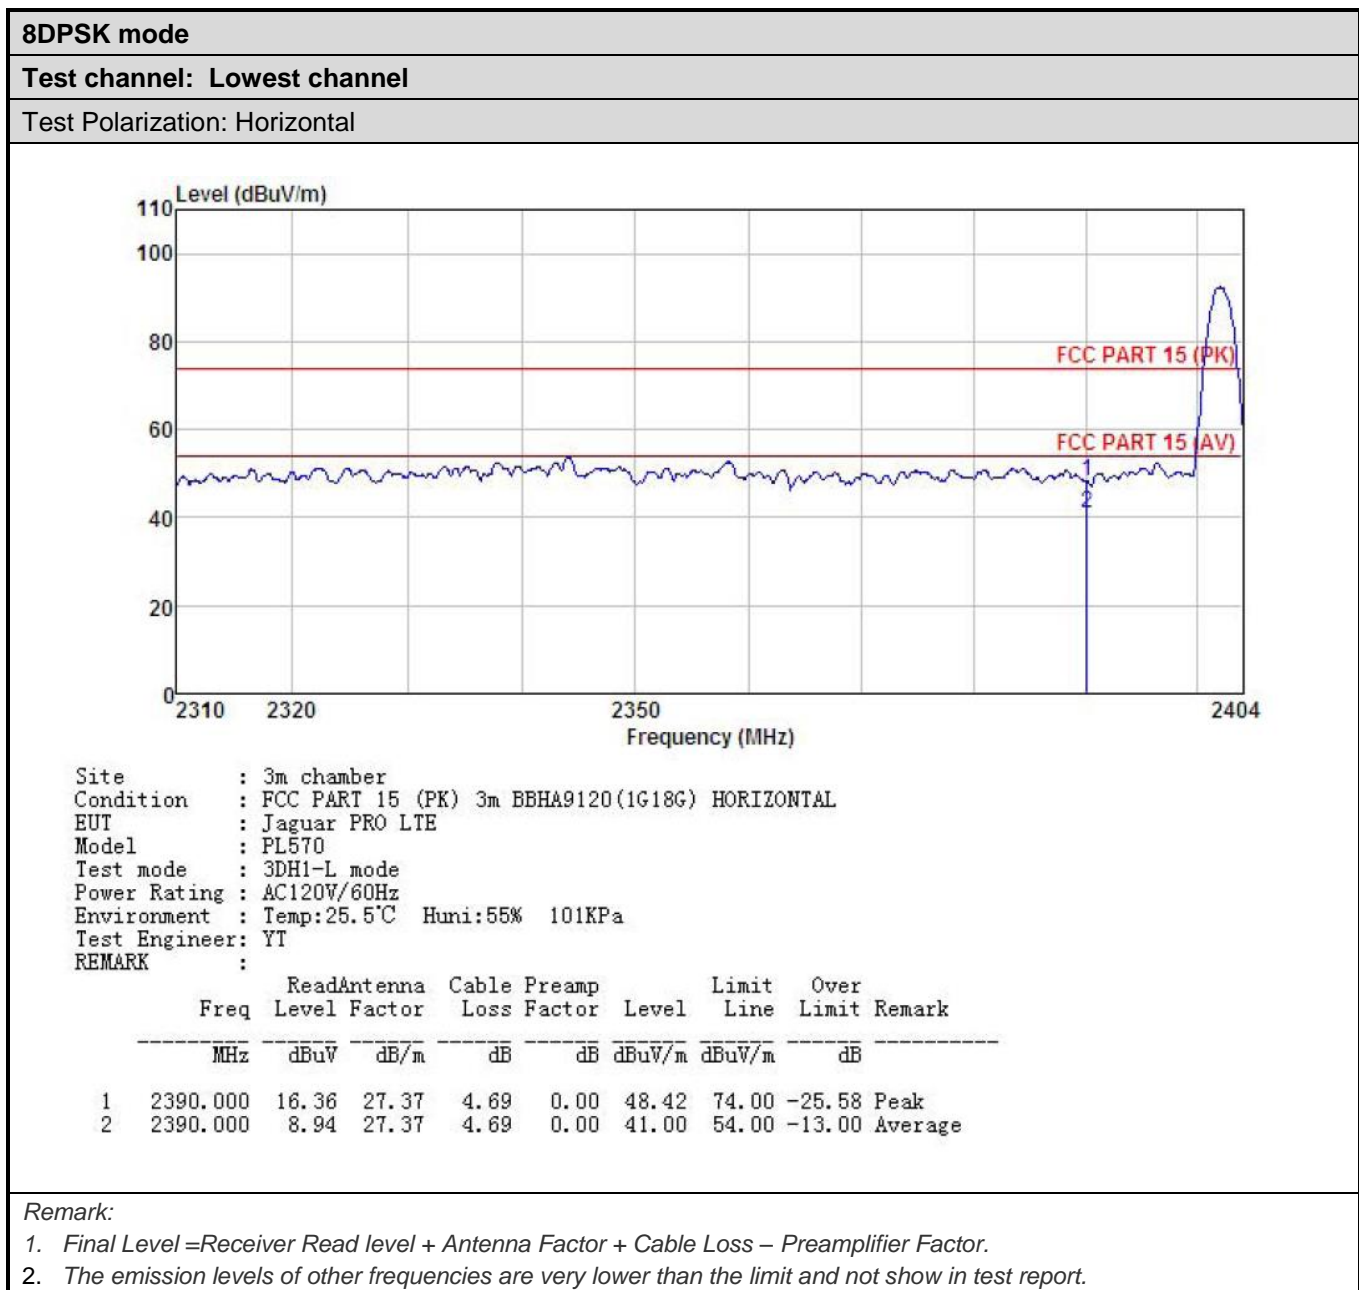 8DPSK mode
Test channel: Lowest channel
Test Polarization: Horizontal
Level (dBuV/m)
110
100
80
FCC PART 15 (PK)
60
FCC PART 15 (AV)
1
2
40
20
0
2310 2320 2350 2404
Frequency (MHz)
Site : 3m chamber
Condition : FCC PART 15 (PK) 3m BBHA9120(1G18G) HORIZONTAL
EUT : Jaguar PRO LTE
Model : PL570
Test mode : 3DH1-L mode
Power Rating : AC120V/60Hz
Environment : Temp:25.5℃ Huni:55% 101KPa
Test Engineer: YT
REMARK :
ReadAntenna Cable Preamp Limit Over
Freq Level Factor Loss Factor Level Line Limit Remark
MHz dBuV dB/m dB dB dBuV/m dBuV/m dB
1 2390.000 16.36 27.37 4.69 0.00 48.42 74.00 -25.58 Peak
2 2390.000 8.94 27.37 4.69 0.00 41.00 54.00 -13.00 Average
Remark:
1. Final Level =Receiver Read level + Antenna Factor + Cable Loss – Preamplifier Factor.
2. The emission levels of other frequencies are very lower than the limit and not show in test report.